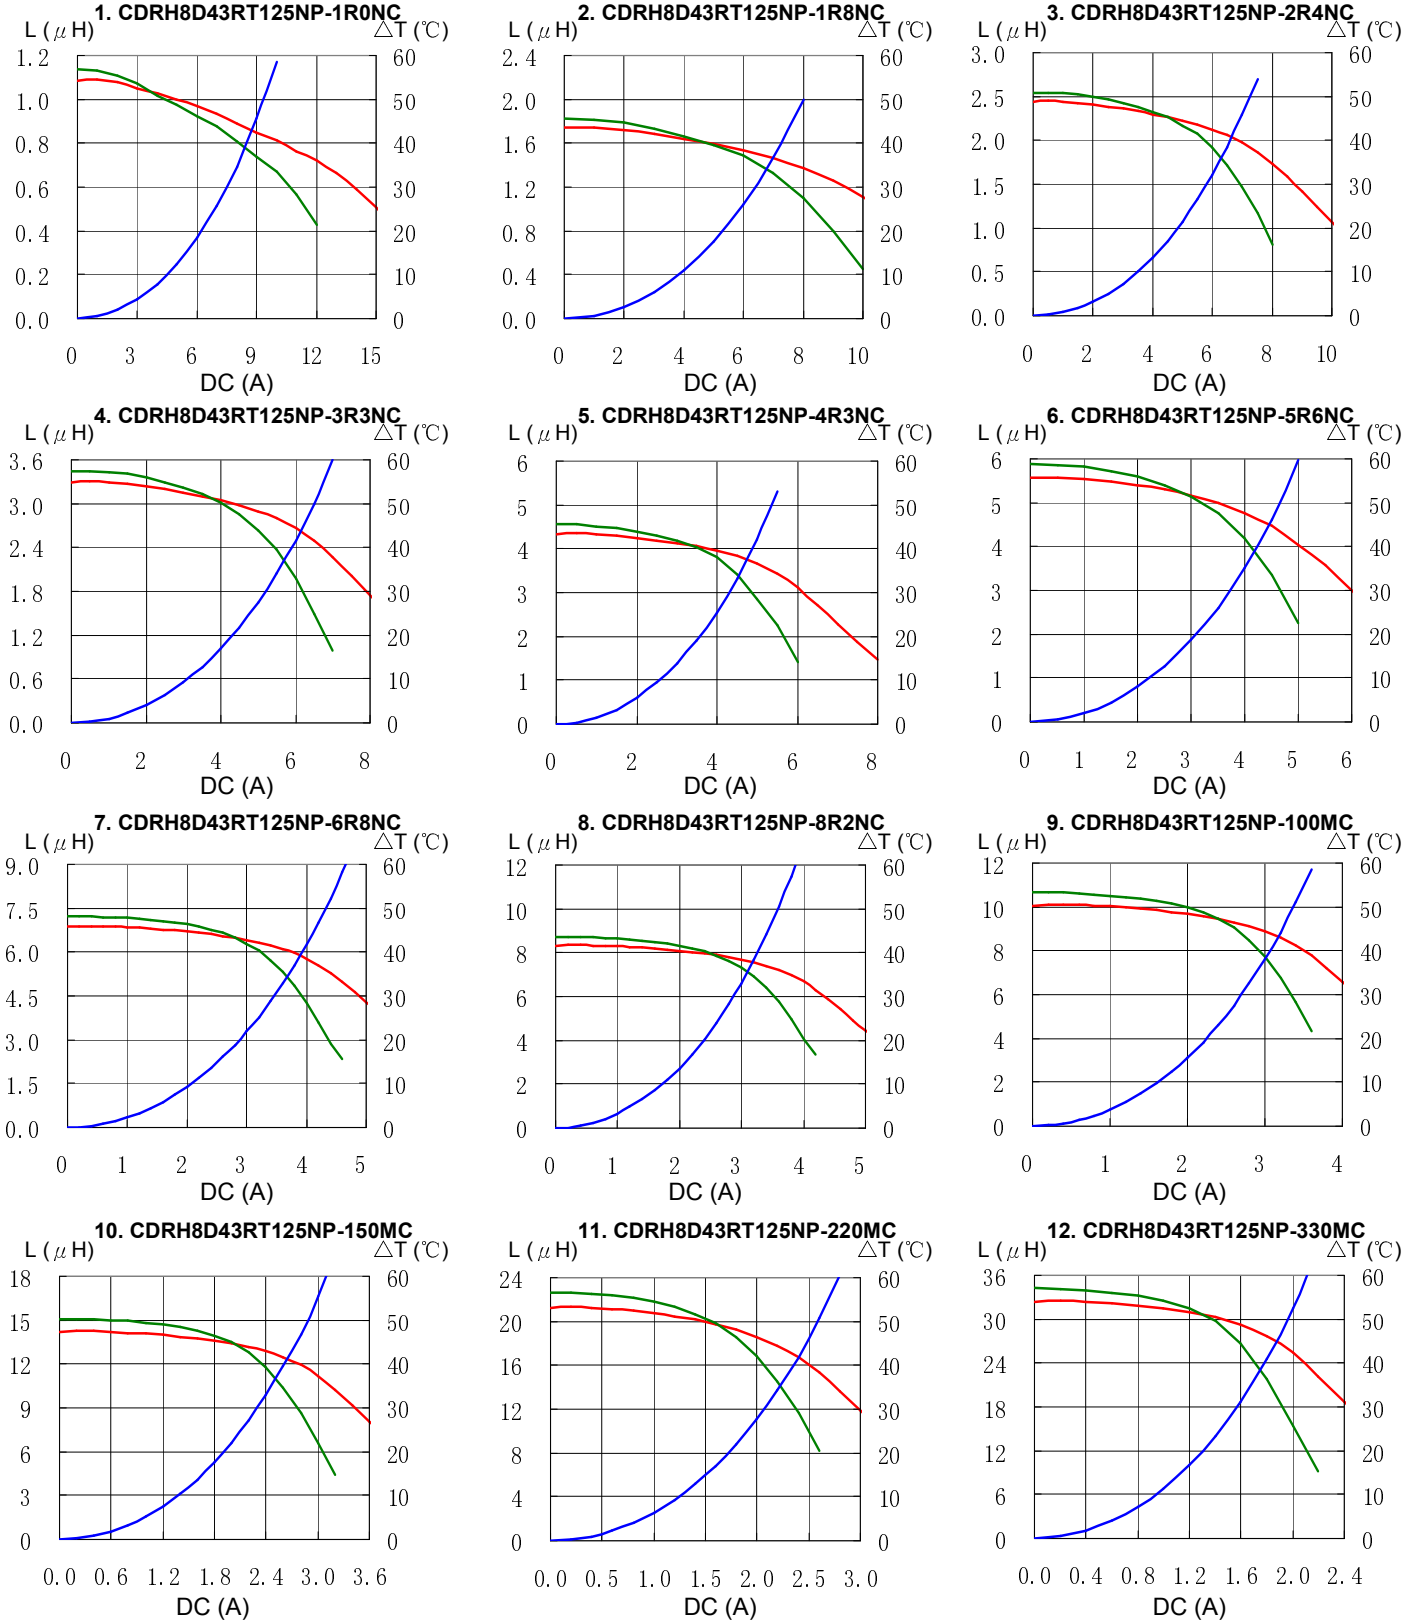 1. CDRH8D43RT125NP-1R0NC
L (μH) △T (℃)
1.2 60
1.0 50
0.8 40
0.6 30
0.4 20
0.2 10
0.0 0
0 3 6 9 12 15
DC (A)
2. CDRH8D43RT125NP-1R8NC
L (μH) △T (℃)
2.4 60
2.0 50
1.6 40
1.2 30
0.8 20
0.4 10
0.0 0
0 2 4 6 8 10
DC (A)
3. CDRH8D43RT125NP-2R4NC
L (μH) △T (℃)
3.0 60
2.5 50
2.0 40
1.5 30
1.0 20
0.5 10
0.0 0
0 2 4 6 8 10
DC (A)
4. CDRH8D43RT125NP-3R3NC
L (μH) △T (℃)
3.6 60
3.0 50
2.4 40
1.8 30
1.2 20
0.6 10
0.0 0
0 2 4 6 8
DC (A)
5. CDRH8D43RT125NP-4R3NC
L (μH) △T (℃)
6 60
5 50
4 40
3 30
2 20
1 10
0 0
0 2 4 6 8
DC (A)
6. CDRH8D43RT125NP-5R6NC
L (μH) △T (℃)
6 60
5 50
4 40
3 30
2 20
1 10
0 0
0 1 2 3 4 5 6
DC (A)
7. CDRH8D43RT125NP-6R8NC
L (μH) △T (℃)
9.0 60
7.5 50
6.0 40
4.5 30
3.0 20
1.5 10
0.0 0
0 1 2 3 4 5
DC (A)
8. CDRH8D43RT125NP-8R2NC
L (μH) △T (℃)
12 60
10 50
8 40
6 30
4 20
2 10
0 0
0 1 2 3 4 5
DC (A)
9. CDRH8D43RT125NP-100MC
L (μH) △T (℃)
12 60
10 50
8 40
6 30
4 20
2 10
0 0
0 1 2 3 4
DC (A)
10. CDRH8D43RT125NP-150MC
L (μH) △T (℃)
18 60
15 50
12 40
9 30
6 20
3 10
0 0
0.0 0.6 1.2 1.8 2.4 3.0 3.6
DC (A)
11. CDRH8D43RT125NP-220MC
L (μH) △T (℃)
24 60
20 50
16 40
12 30
8 20
4 10
0 0
0.0 0.5 1.0 1.5 2.0 2.5 3.0
DC (A)
12. CDRH8D43RT125NP-330MC
L (μH) △T (℃)
36 60
30 50
24 40
18 30
12 20
6 10
0 0
0.0 0.4 0.8 1.2 1.6 2.0 2.4
DC (A)